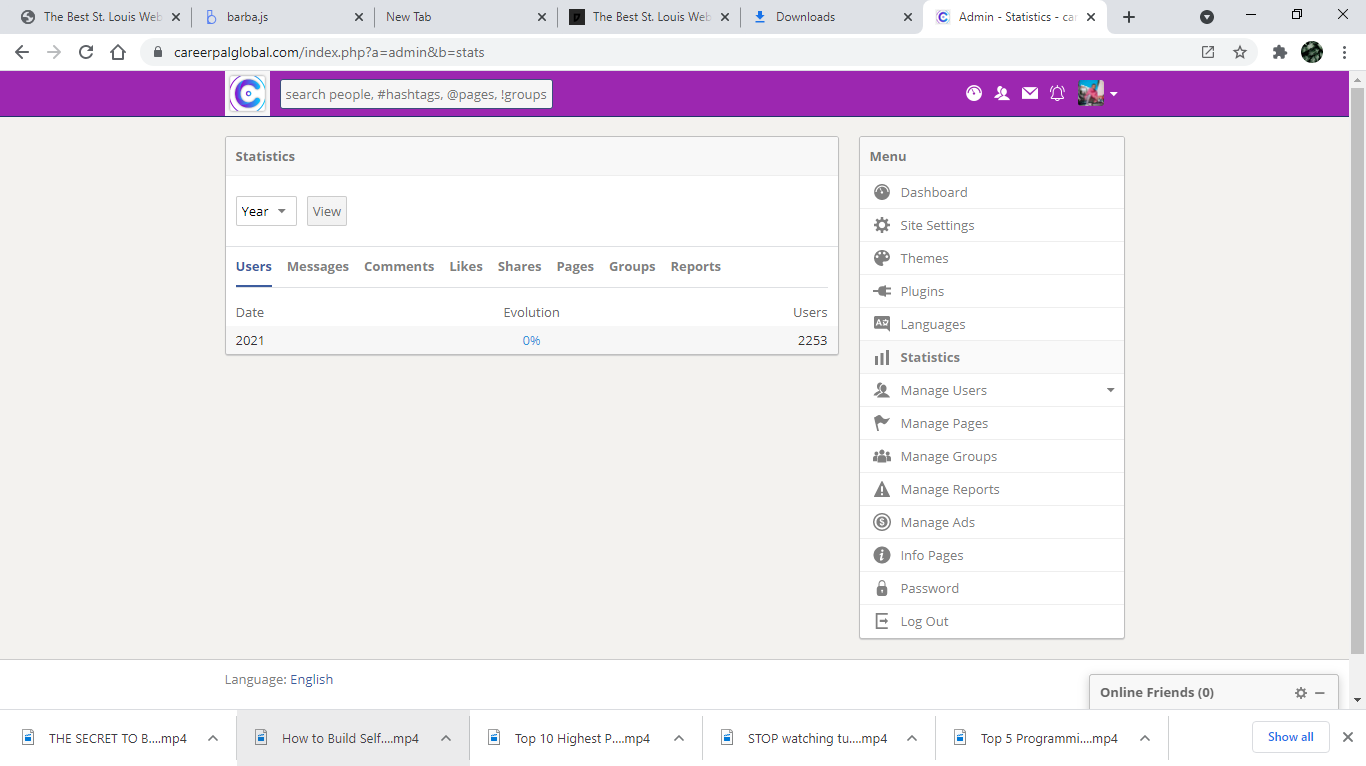 The Best St. Louis Web
barba.js
New Tab
The Best St. Louis Web
Downloads
Admin - Statistics - ca
careerpalglobal.com/index.php?a=admin&b=stats
search people, #hashtags, @pages, !groups
Statistics
Year
View
Users Messages Comments Likes Shares Pages Groups Reports
Date Evolution Users
2021 0% 2253
Menu
Dashboard
Site Settings
Themes
Plugins
Languages
Statistics
Manage Users
Manage Pages
Manage Groups
Manage Reports
Manage Ads
Info Pages
Password
Log Out
Language: English
Online Friends (0)
THE SECRET TO B....mp4
How to Build Self....mp4
Top 10 Highest P....mp4
STOP watching tu....mp4
Top 5 Programmi....mp4
Show all